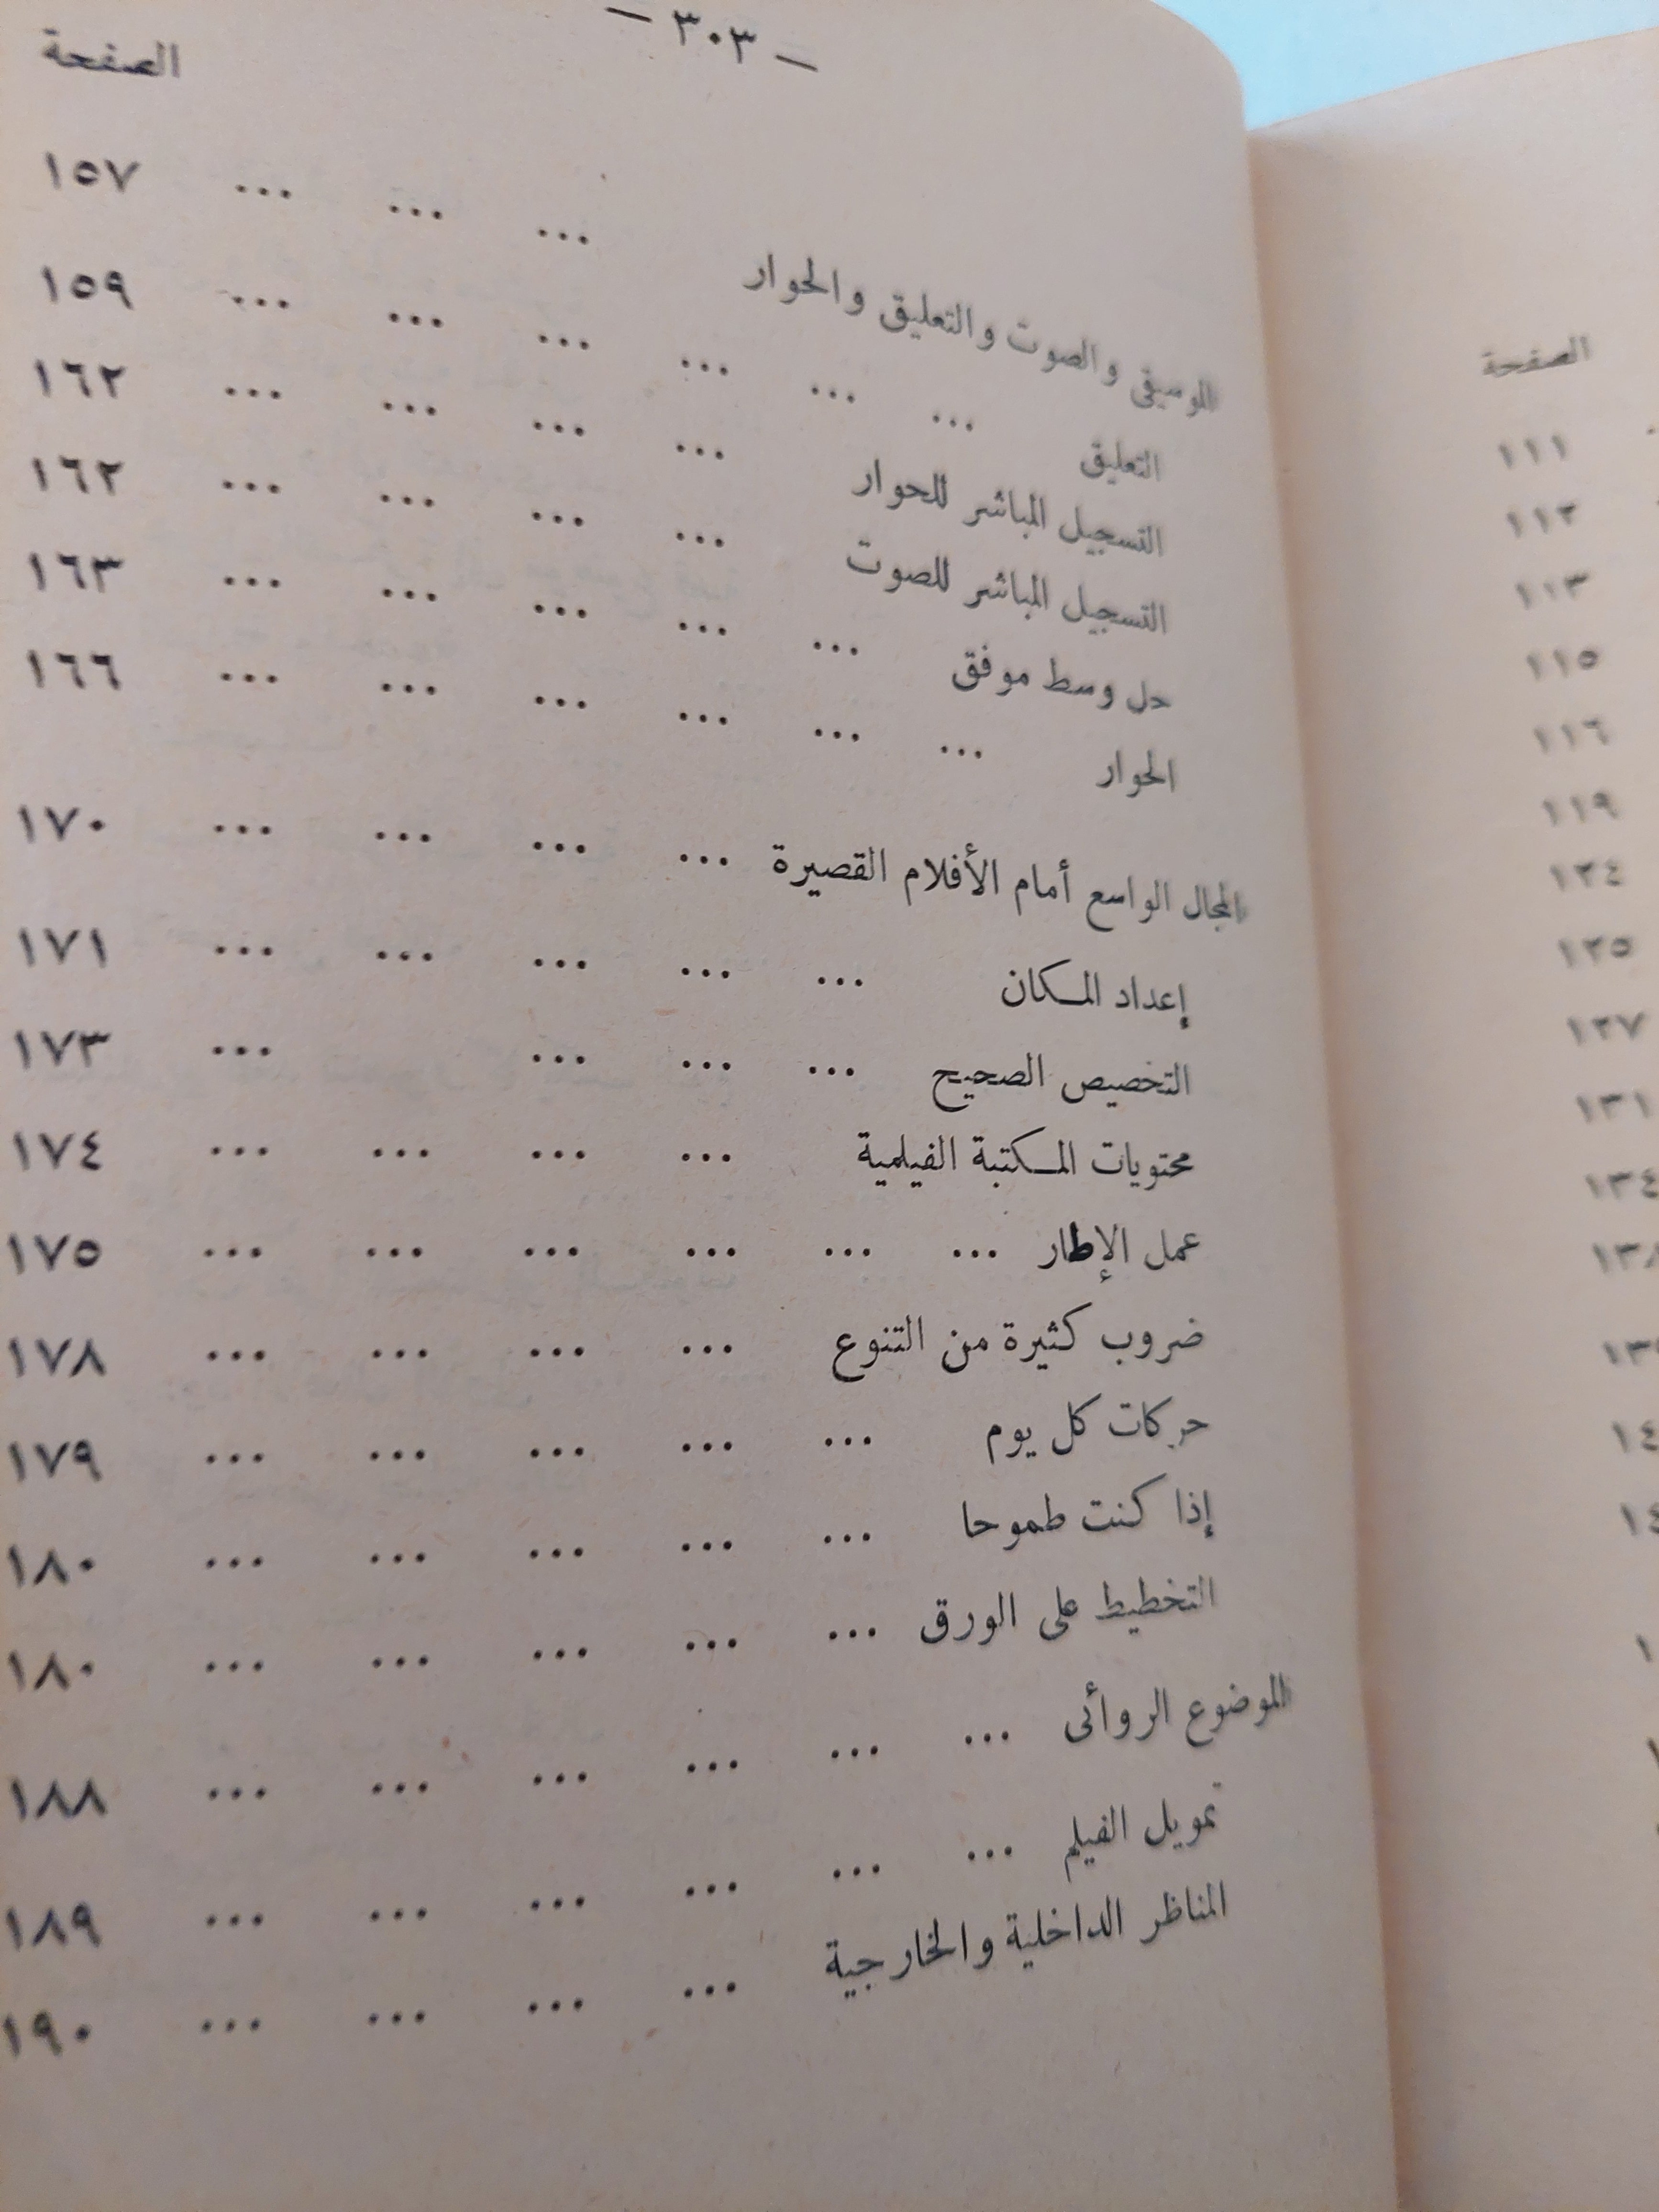 — ٣٠٣ —
الصفحة
الموسيقى والصوت والتعليق والحوار ... ... ... ١٥٧
التعليق ... ... ... ... ... ... ١٥٩
التسجيل المباشر للحوار ... ... ... ... ١٦٢
التسجيل المباشر للصوت ... ... ... ... ١٦٢
حل وسط موفق ... ... ... ... ... ١٦٣
الحوار ... ... ... ... ... ... ١٦٦
المجال الواسع أمام الأفلام القصيرة ... ... ... ... ١٧٠
إعداد المكان ... ... ... ... ... ١٧١
التخصيص الصحيح ... ... ... ... ١٧٣
محتويات المكتبة الفيلمية ... ... ... ... ١٧٤
عمل الإطار ... ... ... ... ... ... ١٧٥
ضروب كثيرة من التنوع ... ... ... ... ١٧٨
حركات كل يوم ... ... ... ... ... ١٧٩
إذا كنت طموحا ... ... ... ... ... ١٨٠
التخطيط على الورق ... ... ... ... ... ١٨٠
الموضوع الروائى ... ... ... ... ... ... ١٨٨
تمويل الفيلم ... ... ... ... ... ... ١٨٩
المناظر الداخلية والخارجية ... ... ... ... ١٩٠
الصفحة
١١١
١١٢
١١٣
١١٥
١١٦
١١٩
١٢٤
١٢٥
١٢٧
١٣١
١٣٤